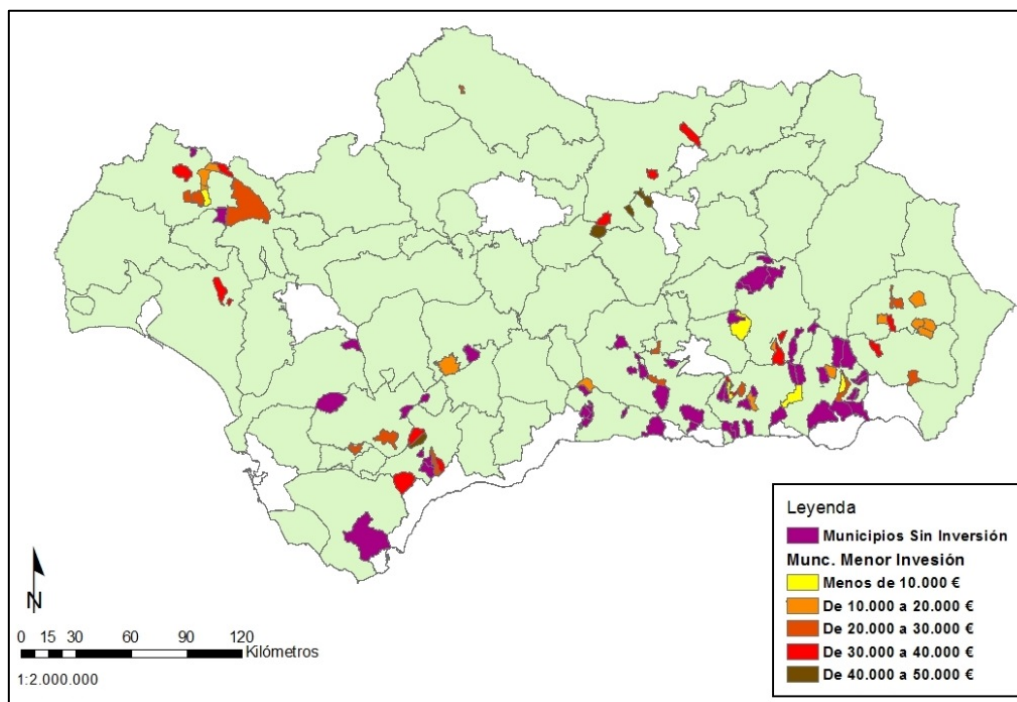 Leyenda
Municipios Sin Inversión
Munc. Menor Invesión
Menos de 10.000 €
De 10.000 a 20.000 €
De 20.000 a 30.000 €
De 30.000 a 40.000 €
De 40.000 a 50.000 €
N
0 15 30 60 90 120
Kilómetros
1:2.000.000